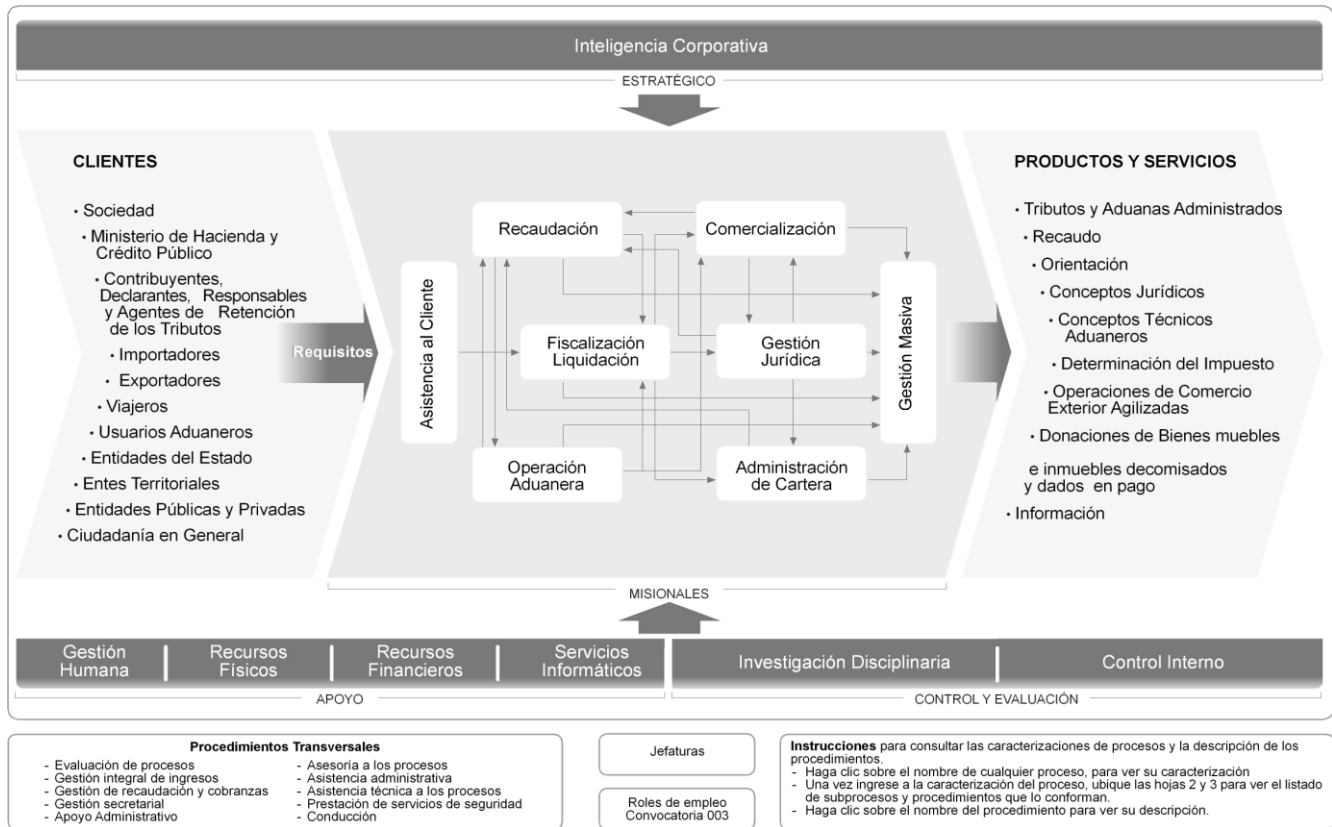 Inteligencia Corporativa
ESTRATÉGICO
CLIENTES
· Sociedad
· Ministerio de Hacienda y
Crédito Público
· Contribuyentes,
Declarantes, Responsables
y Agentes de Retención
de los Tributos
· Importadores
· Exportadores
· Viajeros
· Usuarios Aduaneros
· Entidades del Estado
· Entes Territoriales
· Entidades Públicas y Privadas
· Ciudadanía en General
Requisitos
Asistencia al Cliente
Recaudación
Comercialización
Fiscalización
Liquidación
Gestión
Jurídica
Operación
Aduanera
Administración
de Cartera
Gestión Masiva
PRODUCTOS Y SERVICIOS
· Tributos y Aduanas Administrados
· Recaudo
· Orientación
· Conceptos Jurídicos
· Conceptos Técnicos
Aduaneros
· Determinación del Impuesto
· Operaciones de Comercio
Exterior Agilizadas
· Donaciones de Bienes muebles
e inmuebles decomisados
y dados en pago
· Información
MISIONALES
Gestión
Humana
Recursos
Físicos
Recursos
Financieros
Servicios
Informáticos
Investigación Disciplinaria
Control Interno
APOYO
CONTROL Y EVALUACIÓN
Procedimientos Transversales
- Evaluación de procesos
- Gestión integral de ingresos
- Gestión de recaudación y cobranzas
- Gestión secretarial
- Apoyo Administrativo
- Asesoría a los procesos
- Asistencia administrativa
- Asistencia técnica a los procesos
- Prestación de servicios de seguridad
- Conducción
Jefaturas
Roles de empleo
Convocatoria 003
Instrucciones para consultar las caracterizaciones de procesos y la descripción de los
procedimientos.
- Haga clic sobre el nombre de cualquier proceso, para ver su caracterización
- Una vez ingrese a la caracterización del proceso, ubique las hojas 2 y 3 para ver el listado
de subprocesos y procedimientos que lo conforman.
- Haga clic sobre el nombre del procedimiento para ver su descripción.